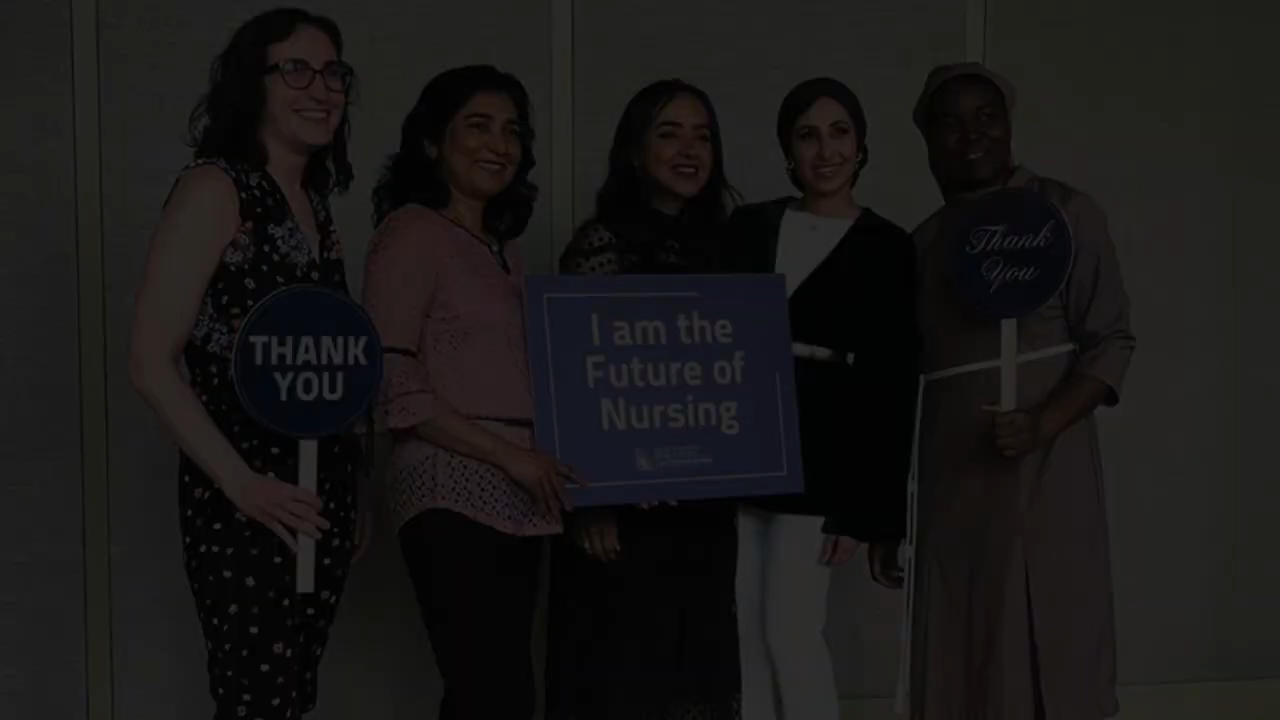 THANK
YOU
I am the
Future of
Nursing
Thank
You